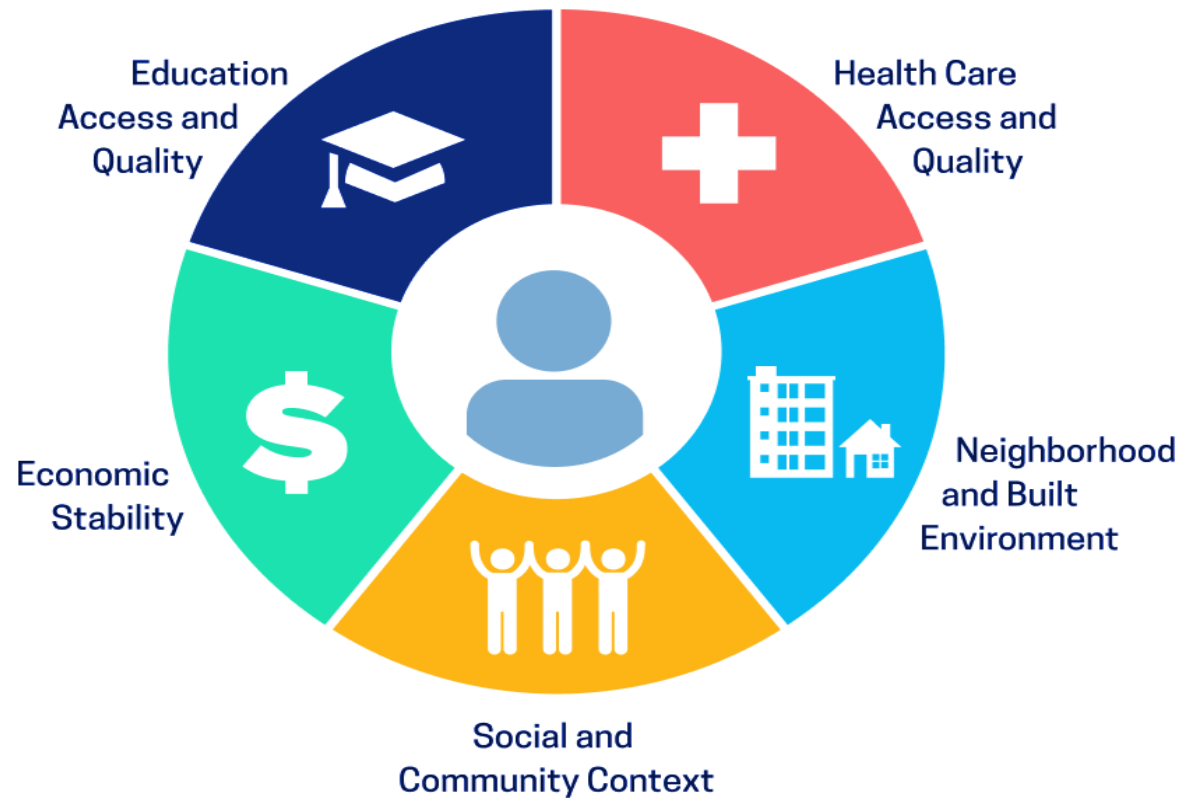 Education
Access and
Quality
Health Care
Access and
Quality
Economic
Stability
Neighborhood
and Built
Environment
Social and
Community Context